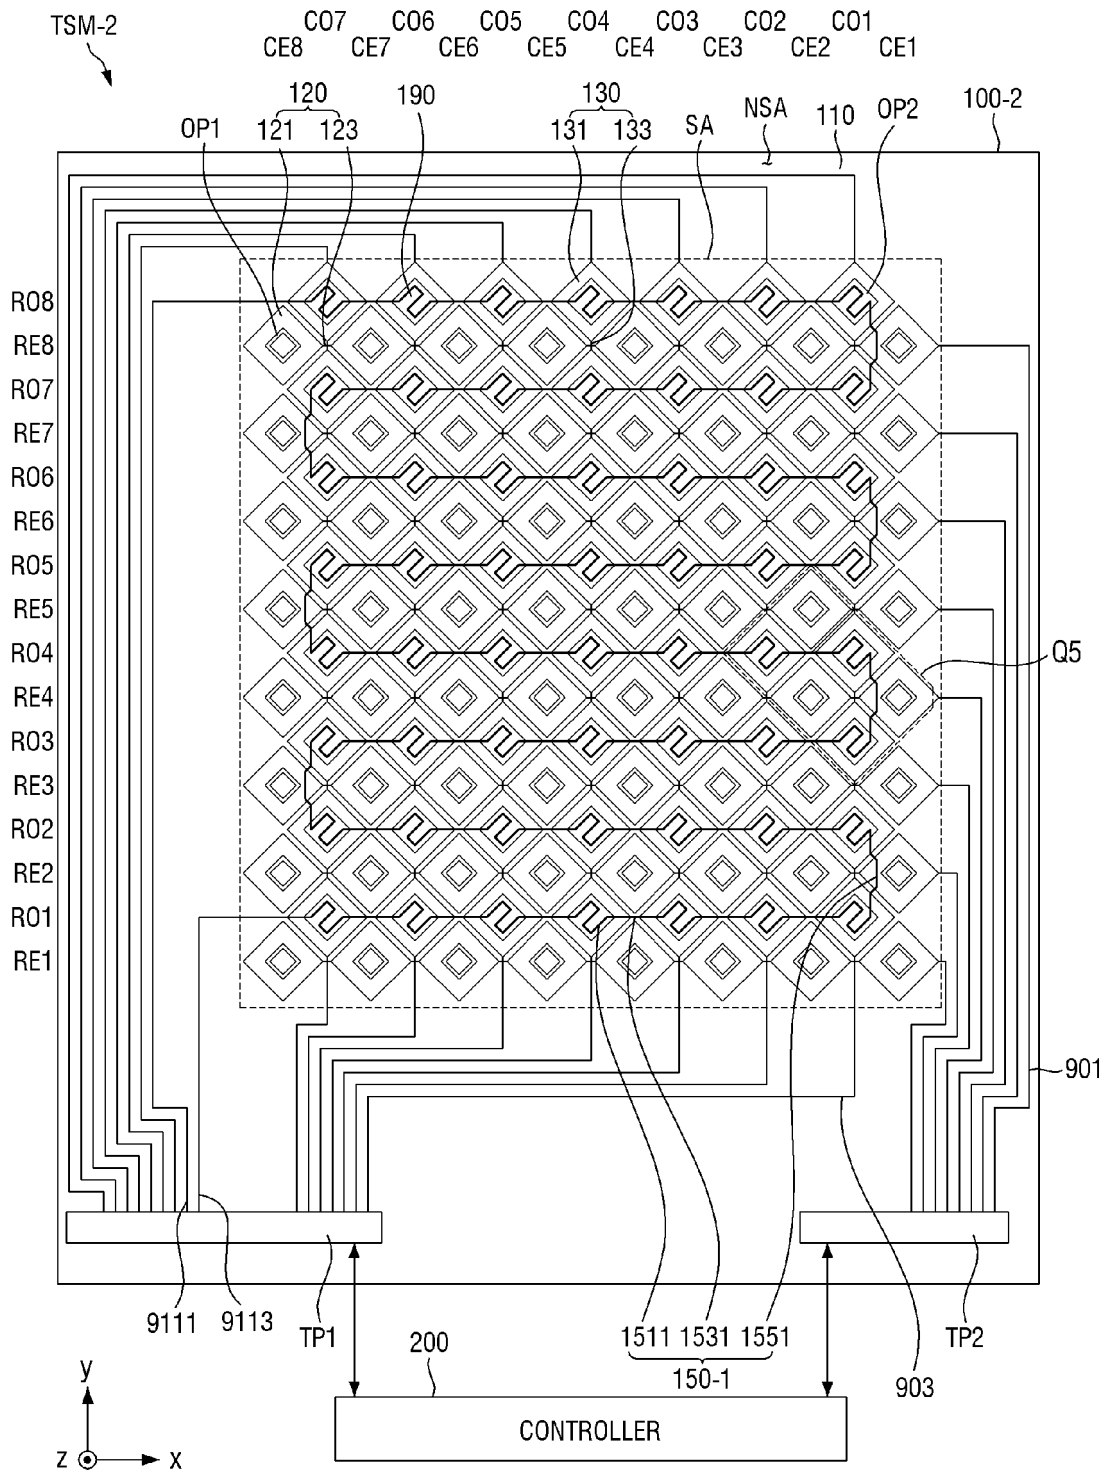 TSM-2
CO7 CO6 CO5 CO4 CO3 CO2 CO1
CE8 CE7 CE6 CE5 CE4 CE3 CE2 CE1
120 190 130 NSA 110 OP2 100-2
OP1 121 123 131 133 SA
RO8
RE8
RO7
RE7
RO6
RE6
RO5
RE5
RO4
Q5
RE4
RO3
RE3
RO2
RE2
RO1
RE1
901
9111 9113 TP1 1511 1531 1551 TP2
200 150-1 903
CONTROLLER
y
z x